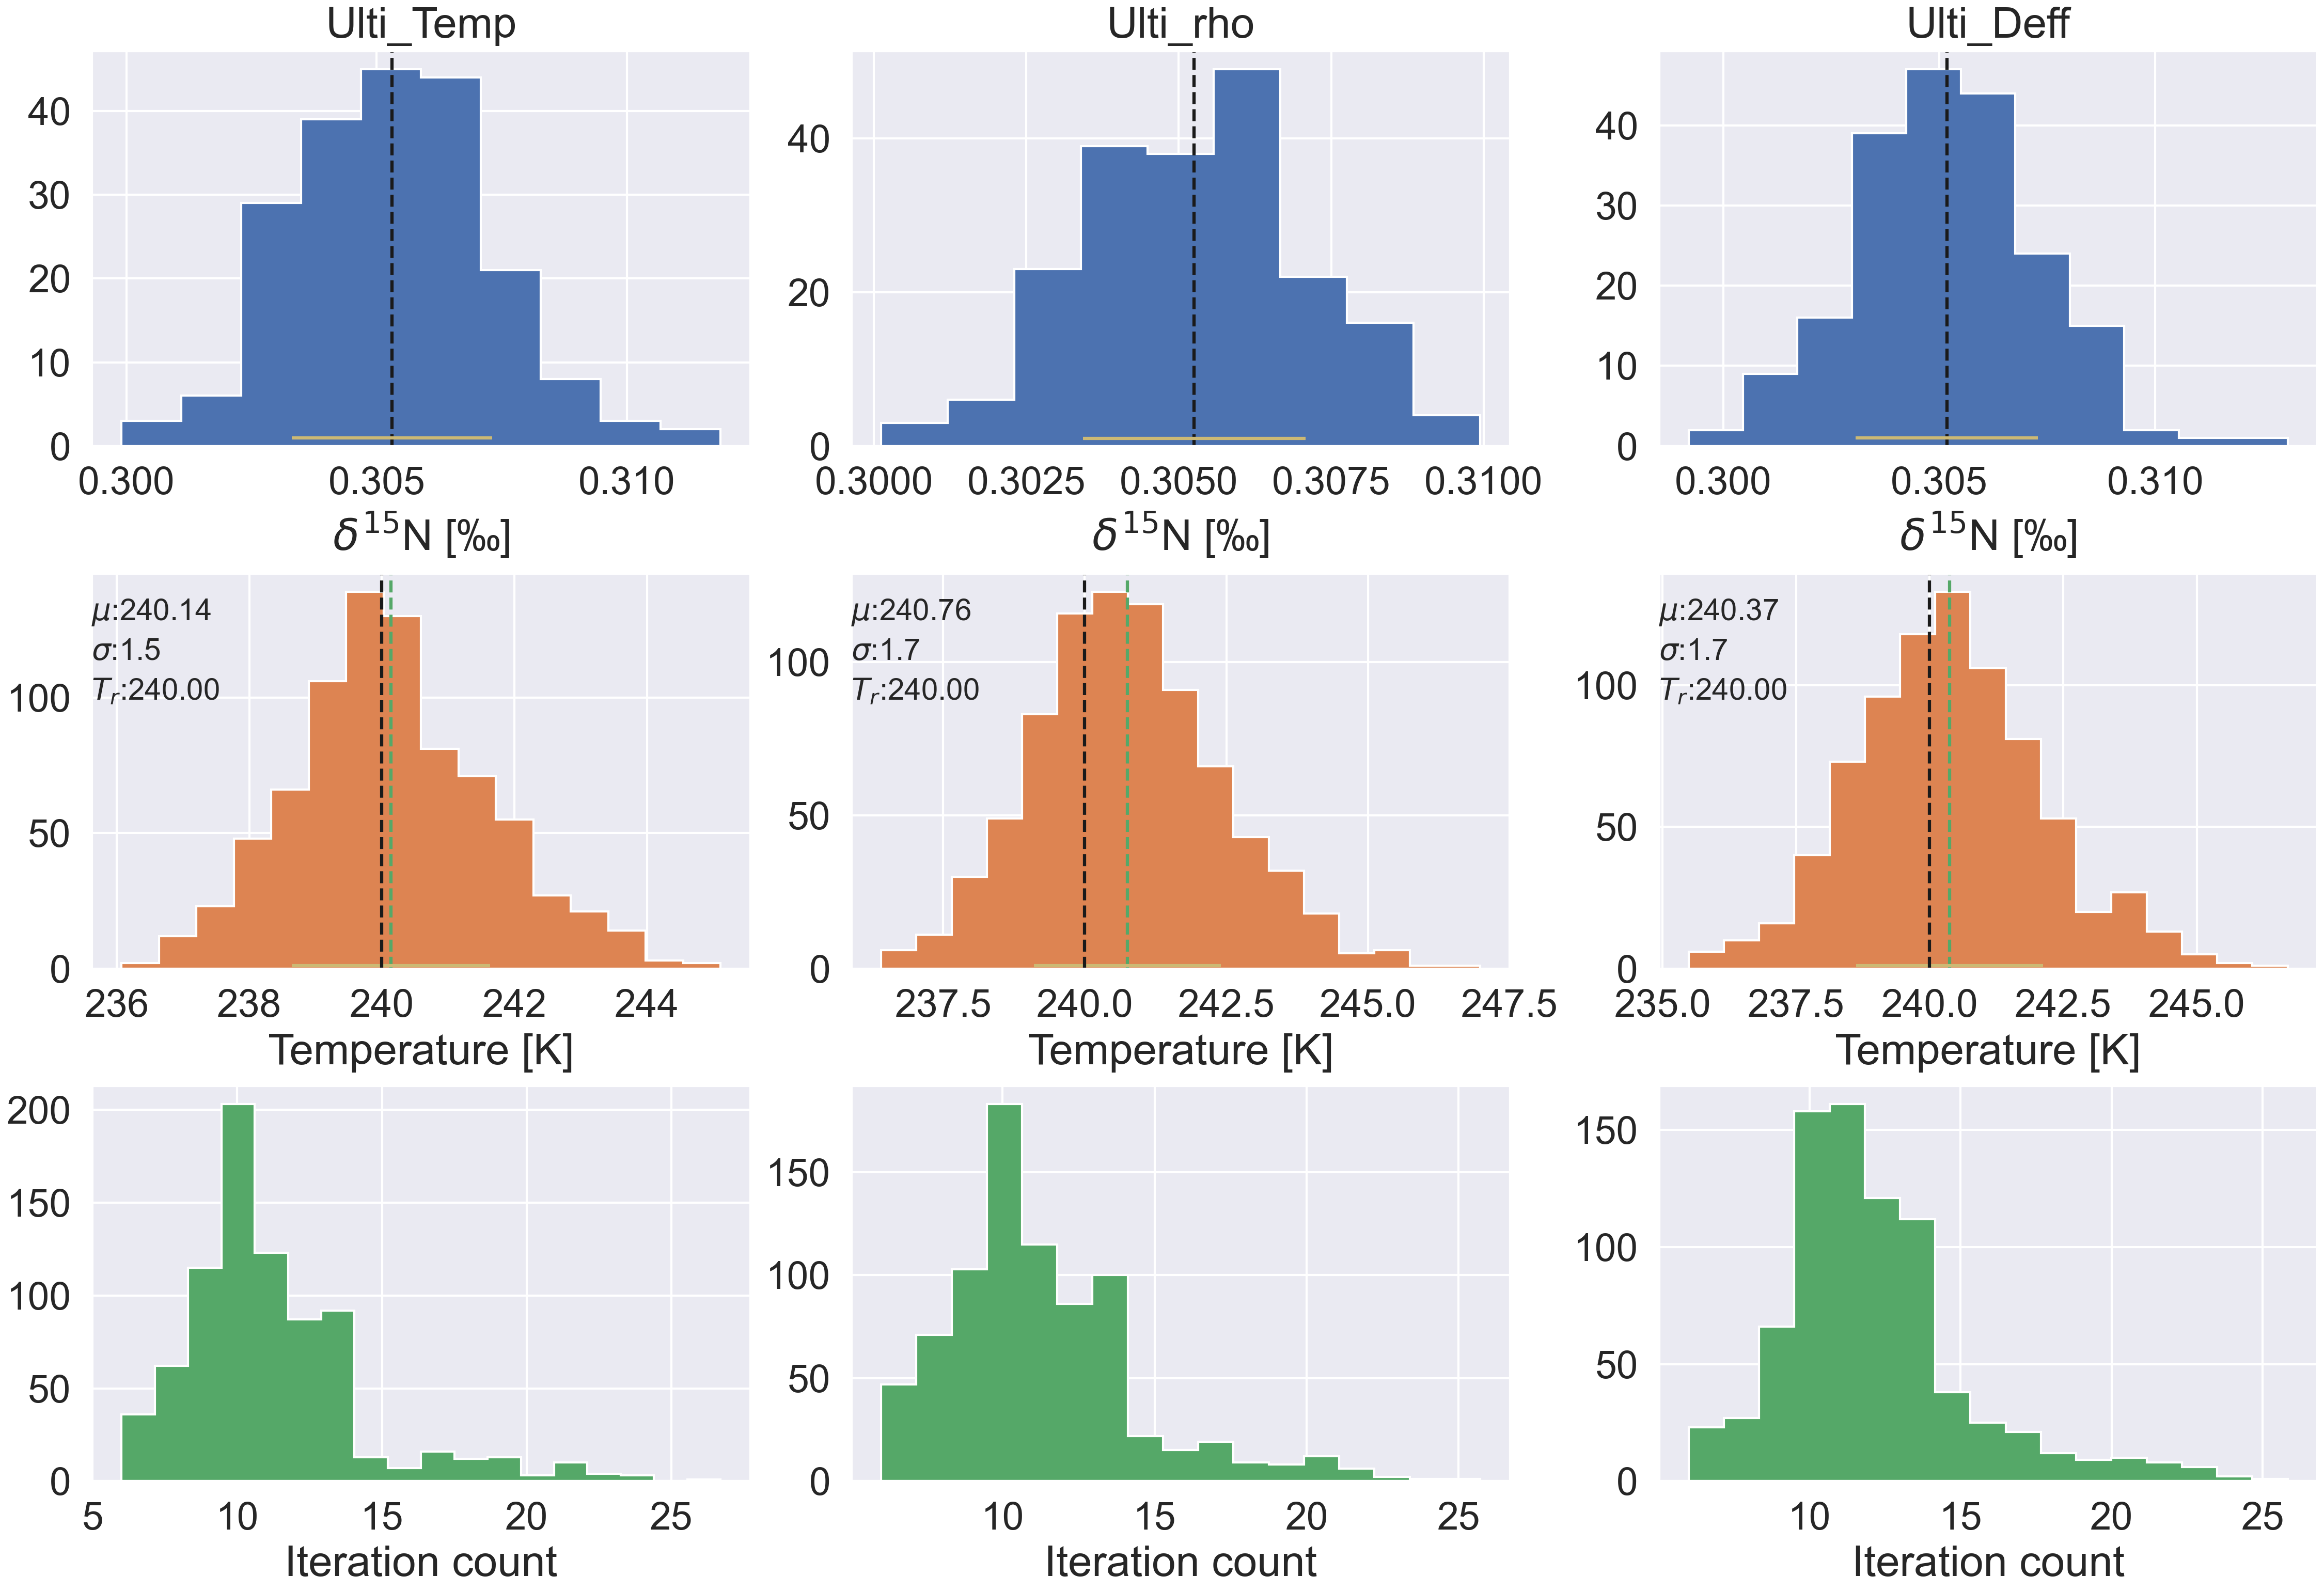 Ulti_Temp Ulti_rho Ulti_Deff
40
30
20
10
0
0.300 0.305 0.310
δ¹⁵N [‰]
40
20
0
0.3000 0.3025 0.3050 0.3075 0.3100
δ¹⁵N [‰]
40
30
20
10
0
0.300 0.305 0.310
δ¹⁵N [‰]
μ:240.14
σ:1.5
Tᵣ:240.00
100
50
0
236 238 240 242 244
Temperature [K]
μ:240.76
σ:1.7
Tᵣ:240.00
100
50
0
237.5 240.0 242.5 245.0 247.5
Temperature [K]
μ:240.37
σ:1.7
Tᵣ:240.00
100
50
0
235.0 237.5 240.0 242.5 245.0
Temperature [K]
200
150
100
50
0
5 10 15 20 25
Iteration count
150
100
50
0
10 15 20 25
Iteration count
150
100
50
0
10 15 20 25
Iteration count